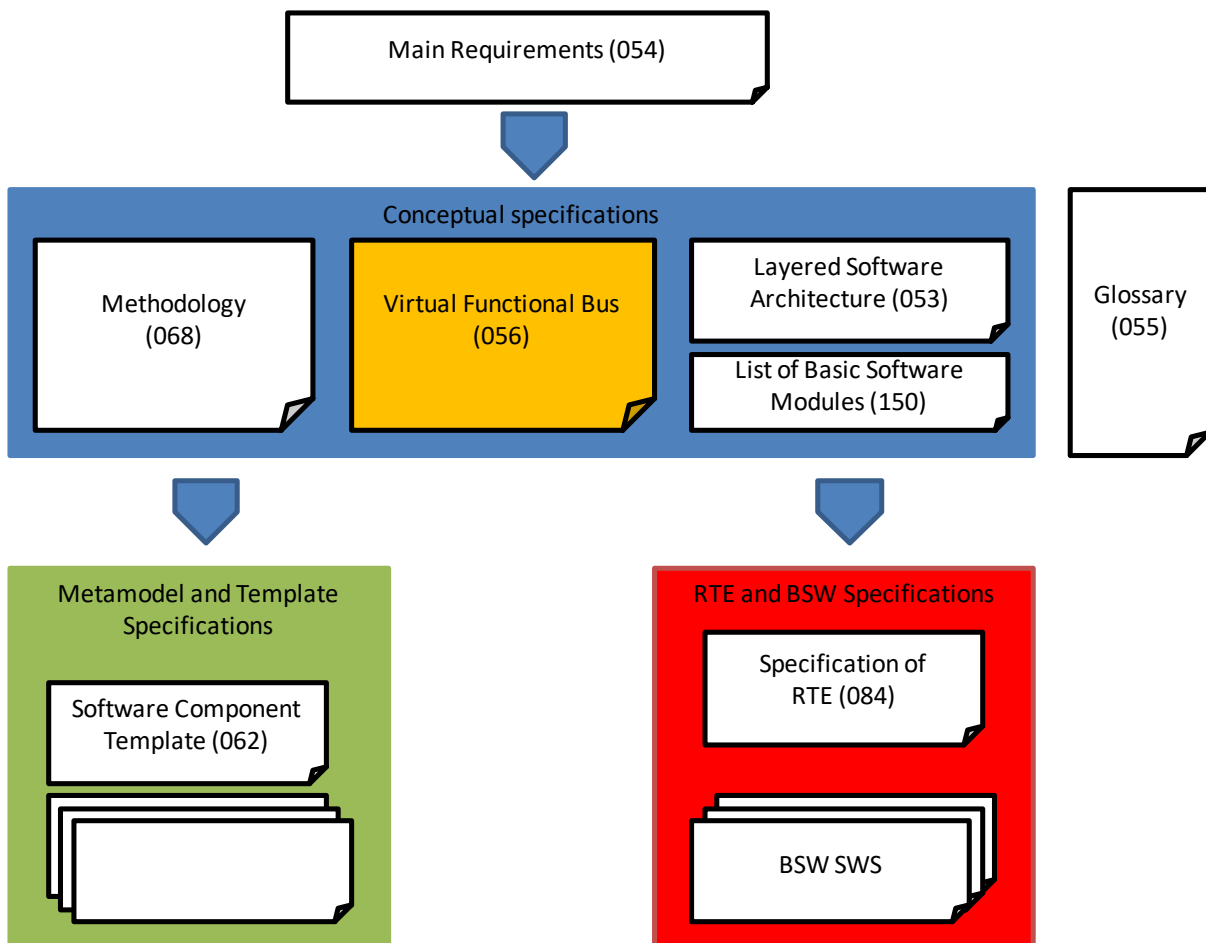 Main Requirements (054)
Conceptual specifications
Methodology
(068)
Virtual Functional Bus
(056)
Layered Software
Architecture (053)
List of Basic Software
Modules (150)
Glossary
(055)
Metamodel and Template
Specifications
Software Component
Template (062)
RTE and BSW Specifications
Specification of
RTE (084)
BSW SWS